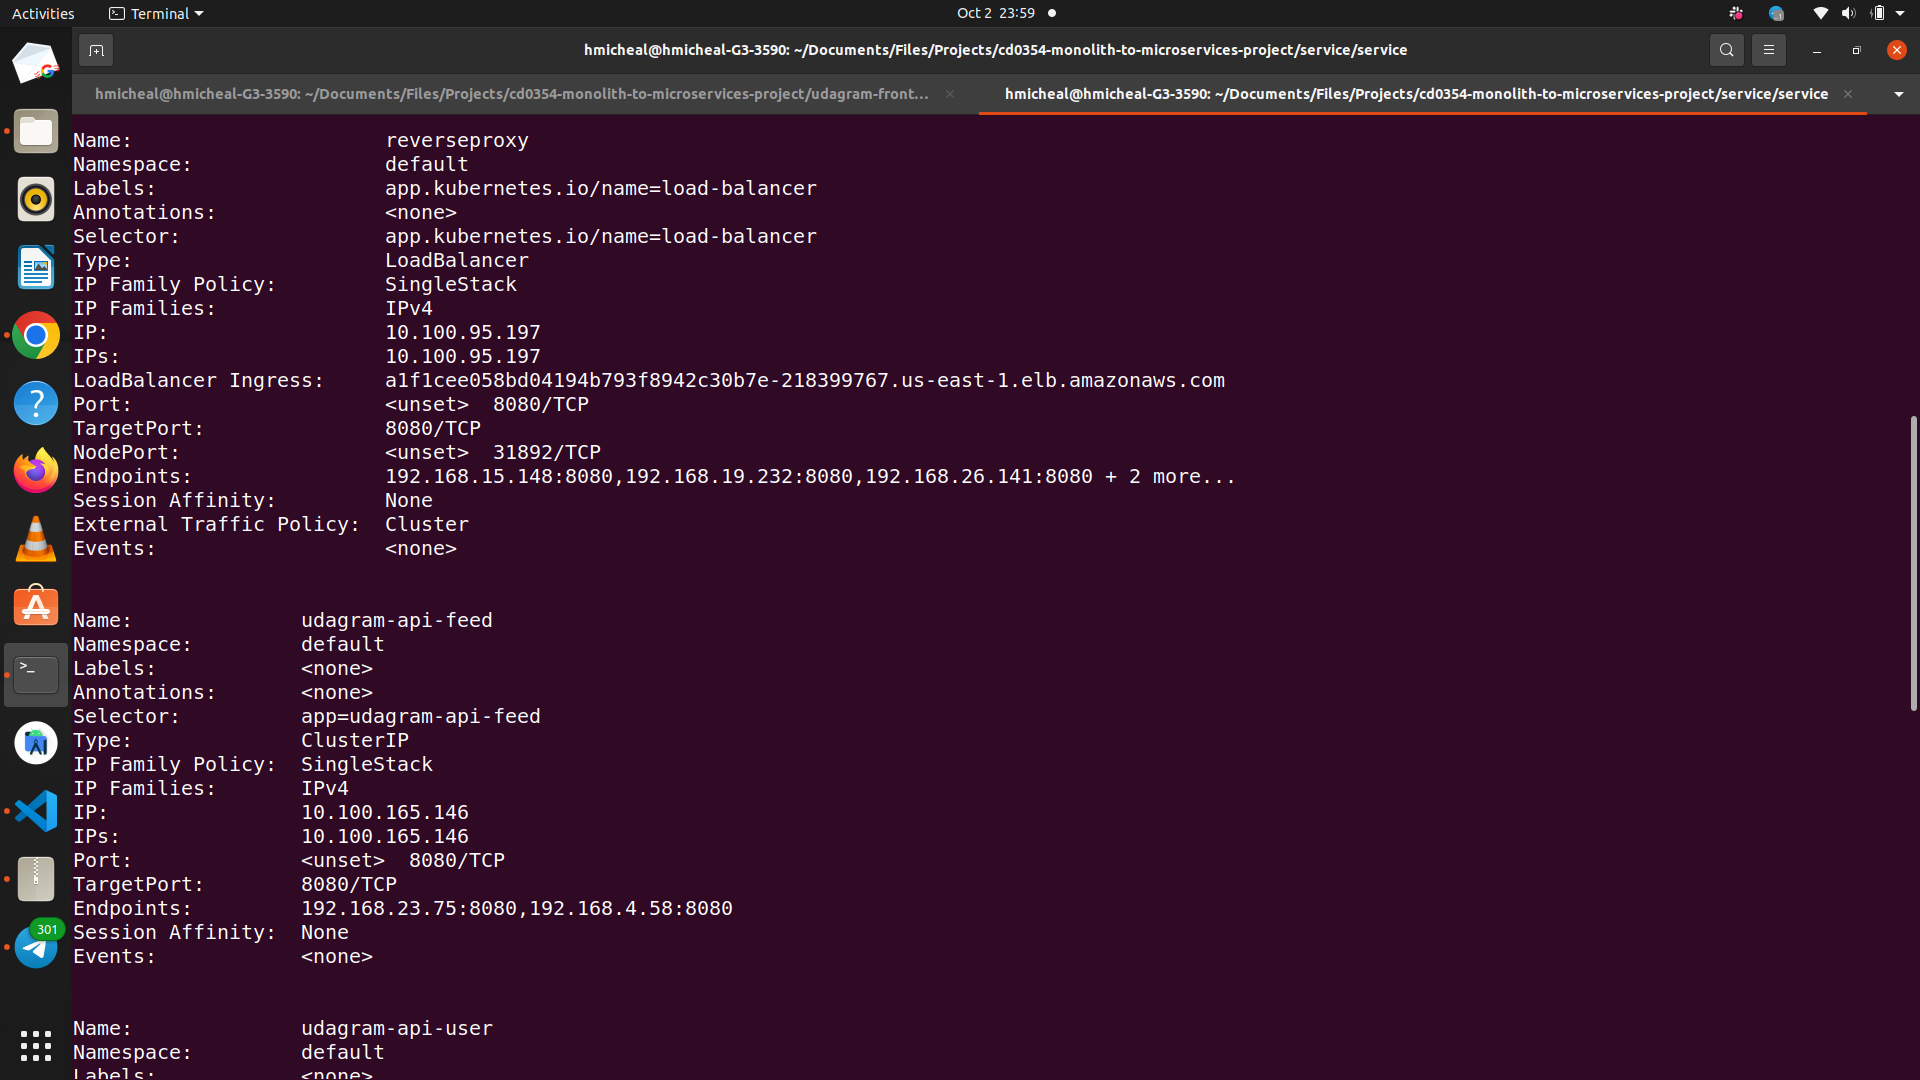 Activities Terminal Oct 2 23:59
hmicheal@hmicheal-G3-3590: ~/Documents/Files/Projects/cd0354-monolith-to-microservices-project/service/service
hmicheal@hmicheal-G3-3590: ~/Documents/Files/Projects/cd0354-monolith-to-microservices-project/udagram-front... hmicheal@hmicheal-G3-3590: ~/Documents/Files/Projects/cd0354-monolith-to-microservices-project/service/service
Name: reverseproxy
Namespace: default
Labels: app.kubernetes.io/name=load-balancer
Annotations: <none>
Selector: app.kubernetes.io/name=load-balancer
Type: LoadBalancer
IP Family Policy: SingleStack
IP Families: IPv4
IP: 10.100.95.197
IPs: 10.100.95.197
LoadBalancer Ingress: a1f1cee058bd04194b793f8942c30b7e-218399767.us-east-1.elb.amazonaws.com
Port: <unset> 8080/TCP
TargetPort: 8080/TCP
NodePort: <unset> 31892/TCP
Endpoints: 192.168.15.148:8080,192.168.19.232:8080,192.168.26.141:8080 + 2 more...
Session Affinity: None
External Traffic Policy: Cluster
Events: <none>
Name: udagram-api-feed
Namespace: default
Labels: <none>
Annotations: <none>
Selector: app=udagram-api-feed
Type: ClusterIP
IP Family Policy: SingleStack
IP Families: IPv4
IP: 10.100.165.146
IPs: 10.100.165.146
Port: <unset> 8080/TCP
TargetPort: 8080/TCP
Endpoints: 192.168.23.75:8080,192.168.4.58:8080
Session Affinity: None
Events: <none>
Name: udagram-api-user
Namespace: default
Labels: <none>
301